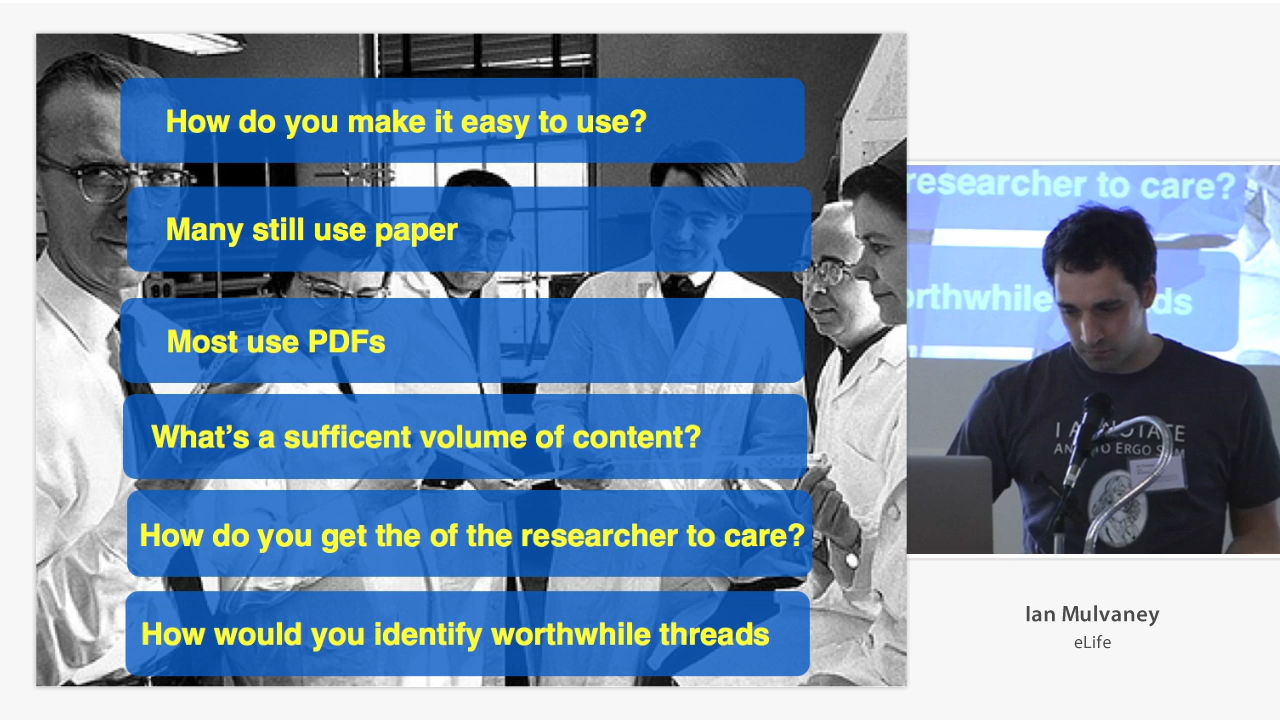 How do you make it easy to use?
Many still use paper
Most use PDFs
What's a sufficent volume of content?
How do you get the of the researcher to care?
How would you identify worthwhile threads
researcher to care?
orthwhile ds
ERGO SUM
Ian Mulvaney
eLife